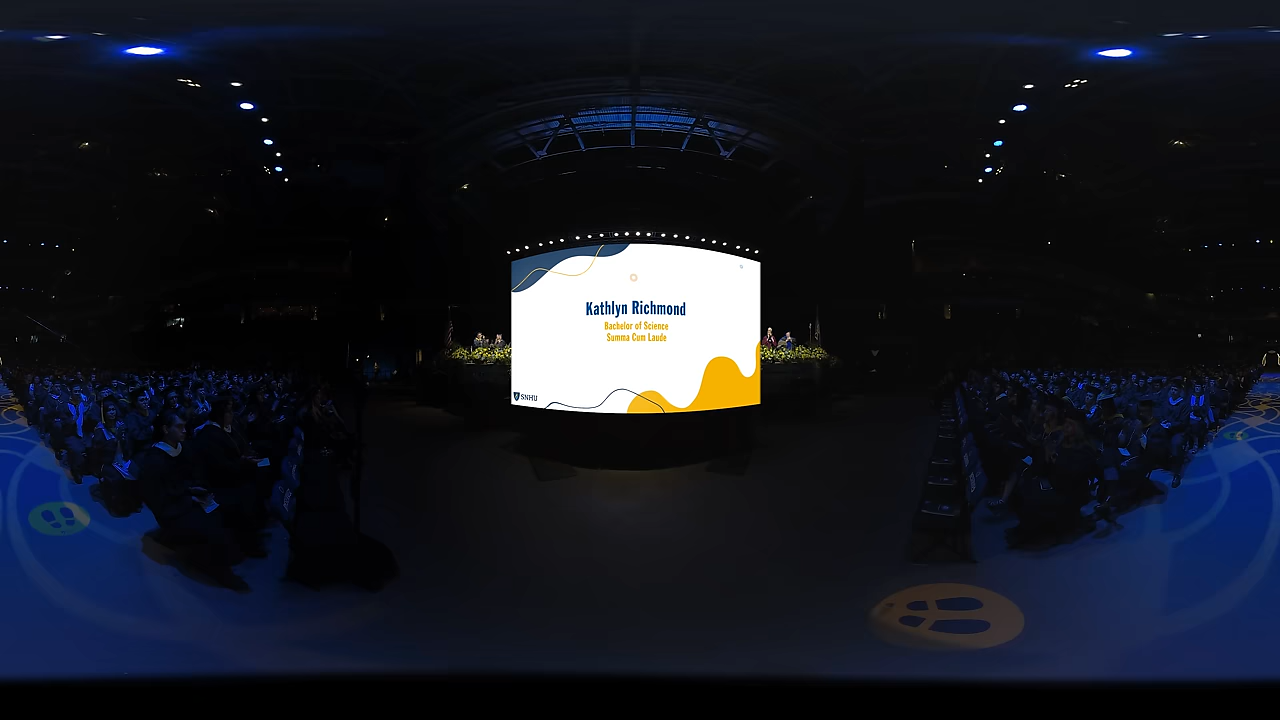 Kathlyn Richmond
Bachelor of Science
Summa Cum Laude
SNHU